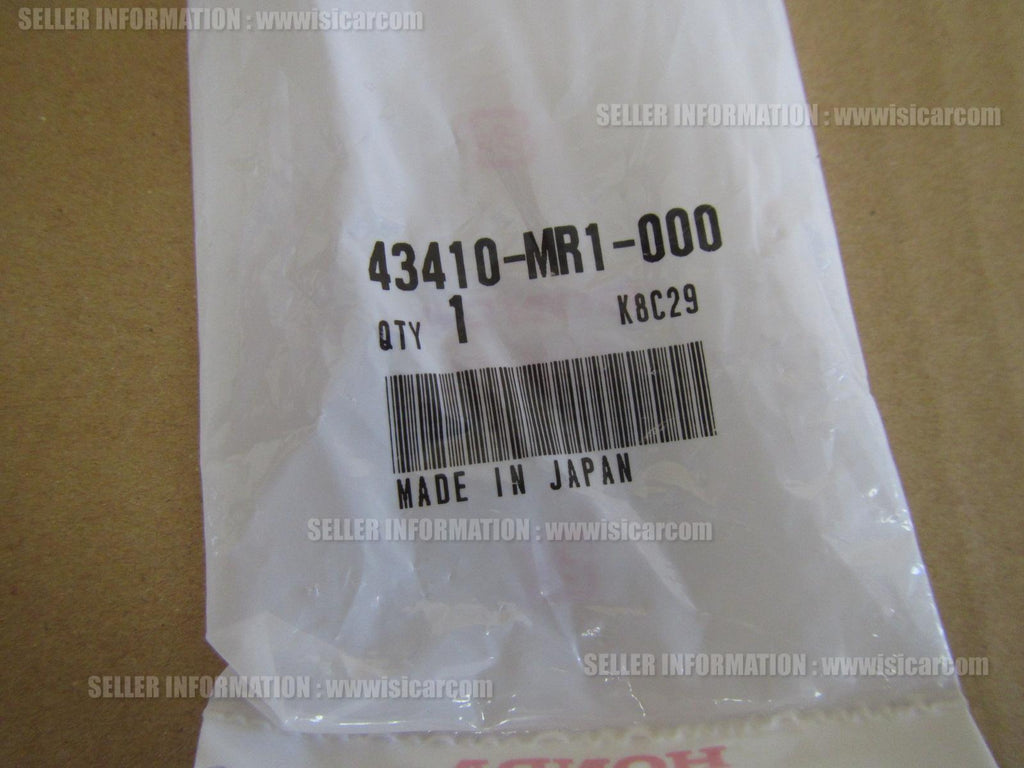 SELLER INFORMATION : wwwisicarcom
SELLER INFORMATION : wwwisicarcom
43410-MR1-000
QTY 1 K8C29
MADE IN JAPAN
SELLER INFORMATION : wwwisicarcom
SELLER INFORMATION : wwwisicarcom
SELLER INFORMATION : wwwisicarcom
HONDA